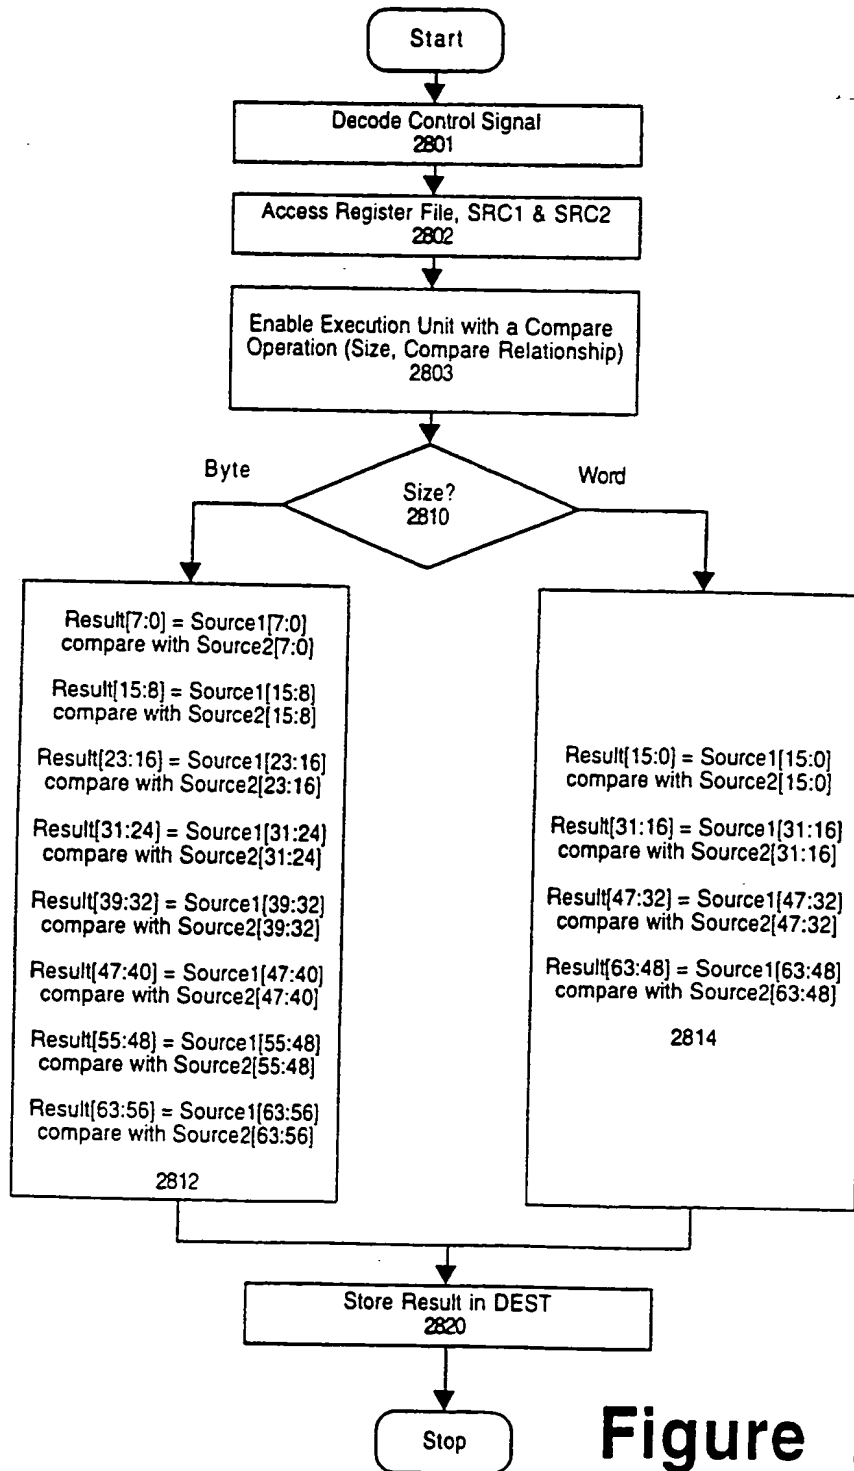 Start
Decode Control Signal
2801
Access Register File, SRC1 & SRC2
2802
Enable Execution Unit with a Compare
Operation (Size, Compare Relationship)
2803
Byte
Word
Size?
2810
Result[7:0] = Source1[7:0]
compare with Source2[7:0]
Result[15:8] = Source1[15:8]
compare with Source2[15:8]
Result[23:16] = Source1[23:16]
compare with Source2[23:16]
Result[31:24] = Source1[31:24]
compare with Source2[31:24]
Result[39:32] = Source1[39:32]
compare with Source2[39:32]
Result[47:40] = Source1[47:40]
compare with Source2[47:40]
Result[55:48] = Source1[55:48]
compare with Source2[55:48]
Result[63:56] = Source1[63:56]
compare with Source2[63:56]
2812
Result[15:0] = Source1[15:0]
compare with Source2[15:0]
Result[31:16] = Source1[31:16]
compare with Source2[31:16]
Result[47:32] = Source1[47:32]
compare with Source2[47:32]
Result[63:48] = Source1[63:48]
compare with Source2[63:48]
2814
Store Result in DEST
2820
Stop
Figure